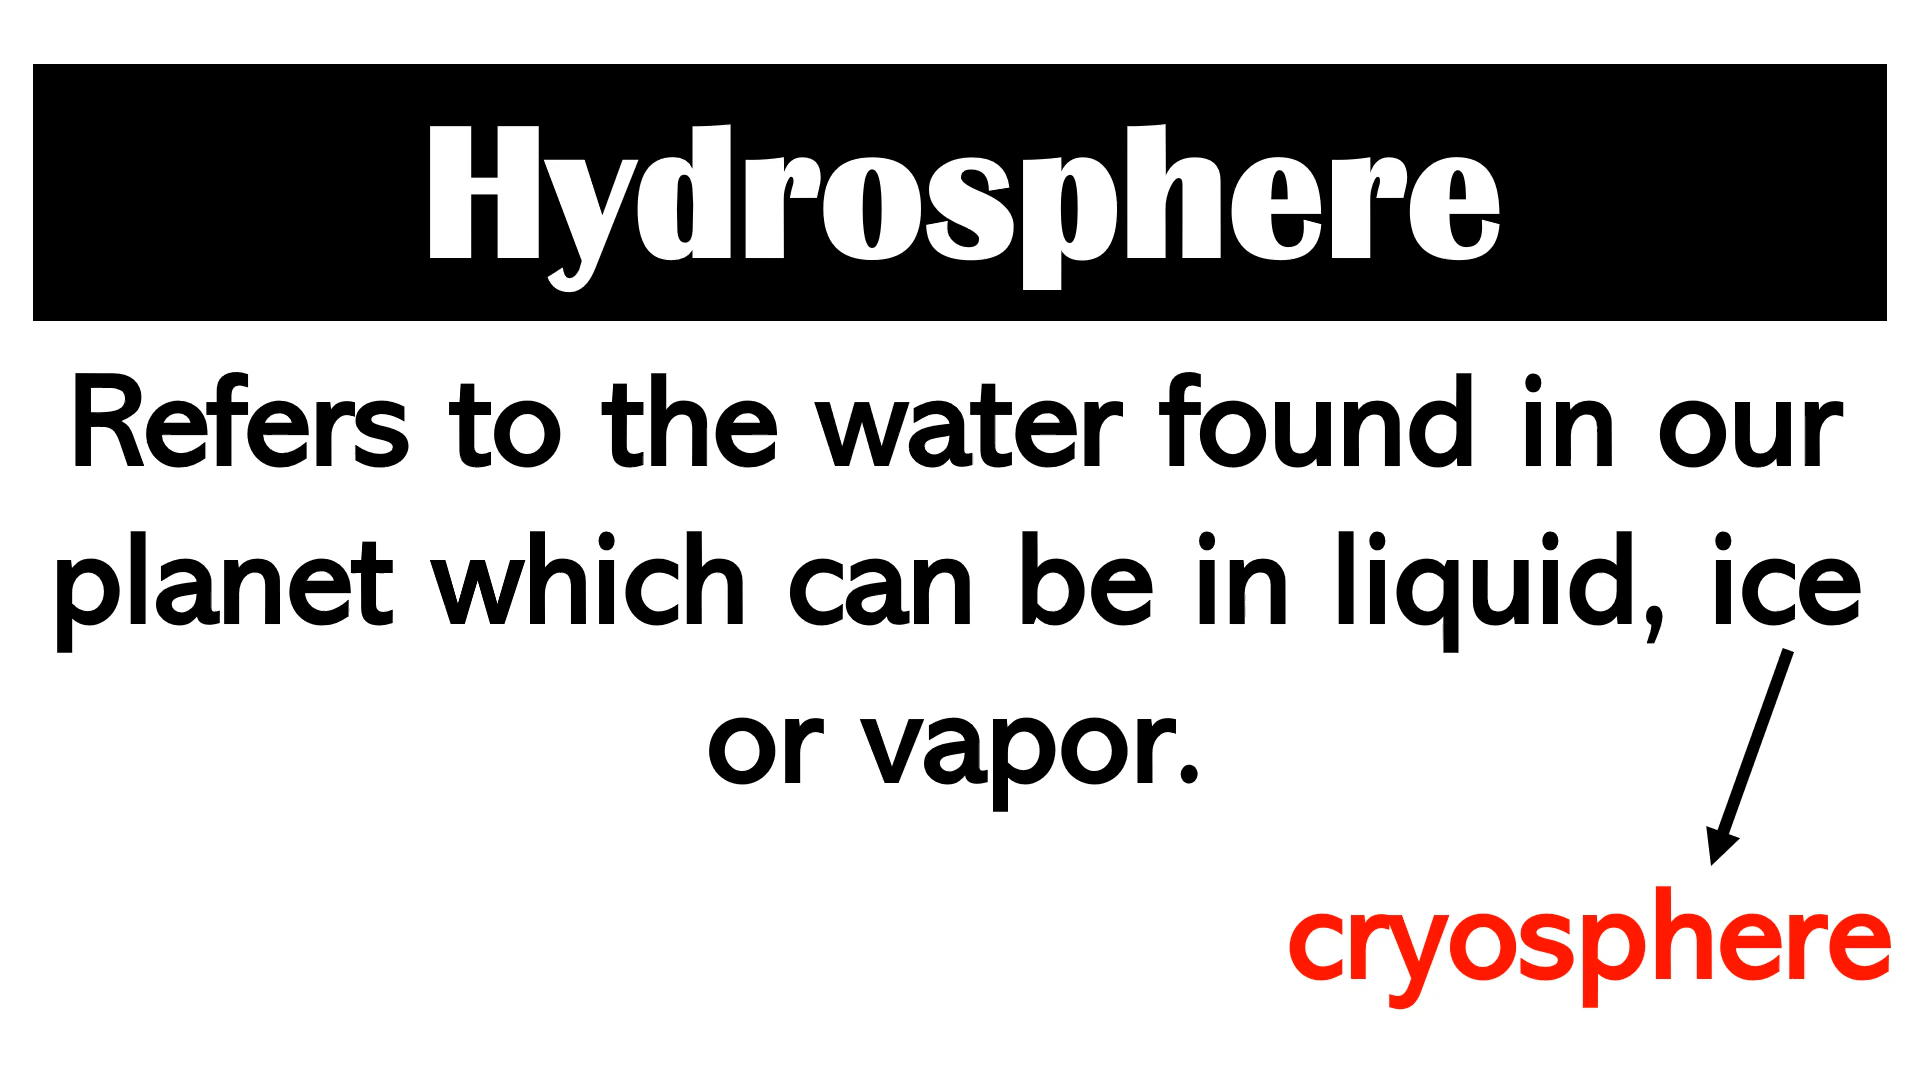 Hydrosphere
Refers to the water found in our
planet which can be in liquid, ice
or vapor.
cryosphere